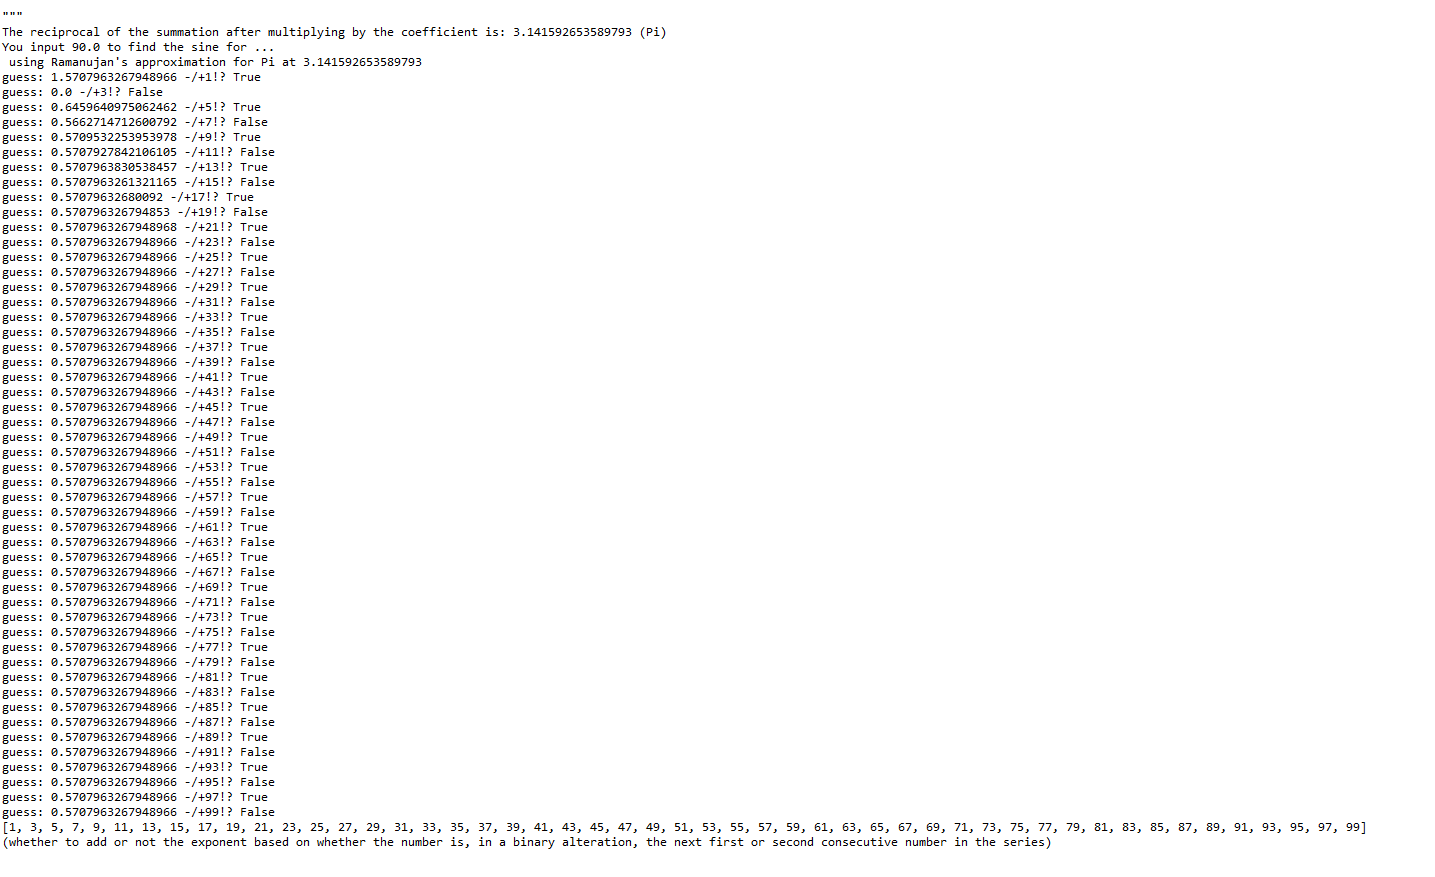 """
The reciprocal of the summation after multiplying by the coefficient is: 3.141592653589793 (Pi)
You input 90.0 to find the sine for ...
 using Ramanujan's approximation for Pi at 3.141592653589793
guess: 1.5707963267948966 -/+1!? True
guess: 0.0 -/+3!? False
guess: 0.6459640975062462 -/+5!? True
guess: 0.5662714712600792 -/+7!? False
guess: 0.5709532253953978 -/+9!? True
guess: 0.5707927842106105 -/+11!? False
guess: 0.5707963830538457 -/+13!? True
guess: 0.5707963261321165 -/+15!? False
guess: 0.57079632680092 -/+17!? True
guess: 0.570796326794853 -/+19!? False
guess: 0.5707963267948968 -/+21!? True
guess: 0.5707963267948966 -/+23!? False
guess: 0.5707963267948966 -/+25!? True
guess: 0.5707963267948966 -/+27!? False
guess: 0.5707963267948966 -/+29!? True
guess: 0.5707963267948966 -/+31!? False
guess: 0.5707963267948966 -/+33!? True
guess: 0.5707963267948966 -/+35!? False
guess: 0.5707963267948966 -/+37!? True
guess: 0.5707963267948966 -/+39!? False
guess: 0.5707963267948966 -/+41!? True
guess: 0.5707963267948966 -/+43!? False
guess: 0.5707963267948966 -/+45!? True
guess: 0.5707963267948966 -/+47!? False
guess: 0.5707963267948966 -/+49!? True
guess: 0.5707963267948966 -/+51!? False
guess: 0.5707963267948966 -/+53!? True
guess: 0.5707963267948966 -/+55!? False
guess: 0.5707963267948966 -/+57!? True
guess: 0.5707963267948966 -/+59!? False
guess: 0.5707963267948966 -/+61!? True
guess: 0.5707963267948966 -/+63!? False
guess: 0.5707963267948966 -/+65!? True
guess: 0.5707963267948966 -/+67!? False
guess: 0.5707963267948966 -/+69!? True
guess: 0.5707963267948966 -/+71!? False
guess: 0.5707963267948966 -/+73!? True
guess: 0.5707963267948966 -/+75!? False
guess: 0.5707963267948966 -/+77!? True
guess: 0.5707963267948966 -/+79!? False
guess: 0.5707963267948966 -/+81!? True
guess: 0.5707963267948966 -/+83!? False
guess: 0.5707963267948966 -/+85!? True
guess: 0.5707963267948966 -/+87!? False
guess: 0.5707963267948966 -/+89!? True
guess: 0.5707963267948966 -/+91!? False
guess: 0.5707963267948966 -/+93!? True
guess: 0.5707963267948966 -/+95!? False
guess: 0.5707963267948966 -/+97!? True
guess: 0.5707963267948966 -/+99!? False
[1, 3, 5, 7, 9, 11, 13, 15, 17, 19, 21, 23, 25, 27, 29, 31, 33, 35, 37, 39, 41, 43, 45, 47, 49, 51, 53, 55, 57, 59, 61, 63, 65, 67, 69, 71, 73, 75, 77, 79, 81, 83, 85, 87, 89, 91, 93, 95, 97, 99]
(whether to add or not the exponent based on whether the number is, in a binary alteration, the next first or second consecutive number in the series)